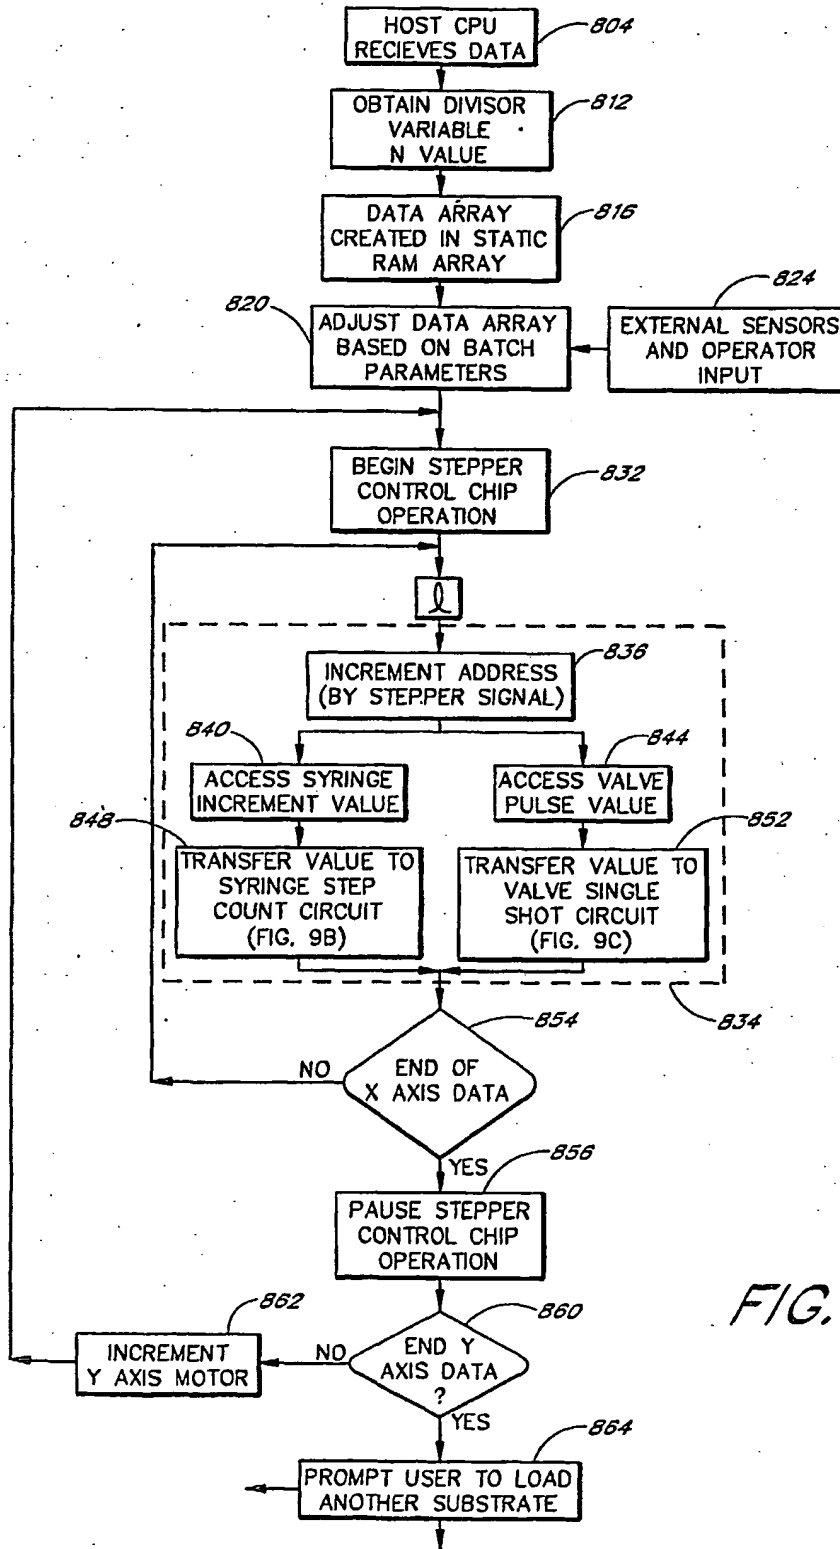 HOST CPU
RECIEVES DATA
804
OBTAIN DIVISOR
VARIABLE
N VALUE
812
DATA ARRAY
CREATED IN STATIC
RAM ARRAY
816
820
ADJUST DATA ARRAY
BASED ON BATCH
PARAMETERS
824
EXTERNAL SENSORS
AND OPERATOR
INPUT
BEGIN STEPPER
CONTROL CHIP
OPERATION
832
l
INCREMENT ADDRESS
(BY STEPPER SIGNAL)
836
840
ACCESS SYRINGE
INCREMENT VALUE
844
ACCESS VALVE
PULSE VALUE
848
TRANSFER VALUE TO
SYRINGE STEP
COUNT CIRCUIT
(FIG. 9B)
852
TRANSFER VALUE TO
VALVE SINGLE
SHOT CIRCUIT
(FIG. 9C)
834
854
END OF
X AXIS DATA
NO
YES
856
PAUSE STEPPER
CONTROL CHIP
OPERATION
860
END Y
AXIS DATA
?
NO
862
INCREMENT
Y AXIS MOTOR
YES
864
PROMPT USER TO LOAD
ANOTHER SUBSTRATE
FIG.